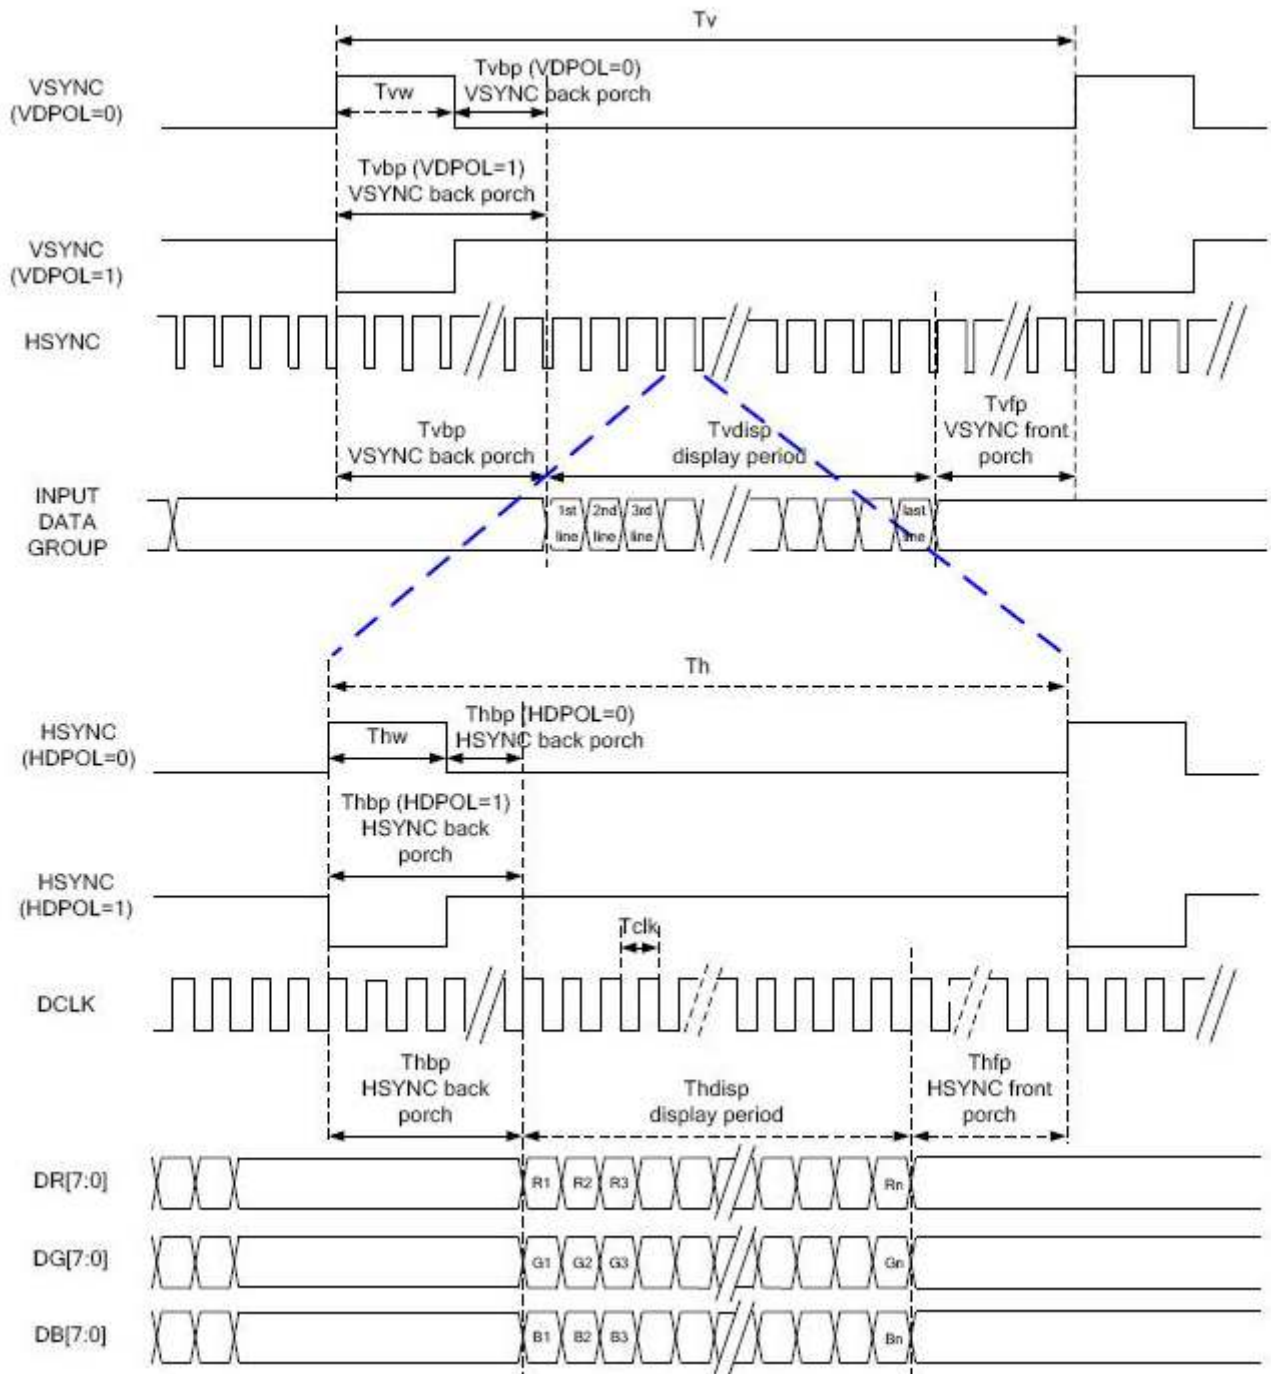 Tv
VSYNC
(VDPOL=0)
Tvw
Tvbp (VDPOL=0)
VSYNC back porch
Tvbp (VDPOL=1)
VSYNC back porch
VSYNC
(VDPOL=1)
HSYNC
Tvbp
VSYNC back porch
Tvdisp
display period
Tvfp
VSYNC front
porch
INPUT
DATA
GROUP
1st
line
2nd
line
3rd
line
last
line
Th
HSYNC
(HDPOL=0)
Thw
Thbp (HDPOL=0)
HSYNC back porch
Thbp (HDPOL=1)
HSYNC back
porch
HSYNC
(HDPOL=1)
Tclk
DCLK
Thbp
HSYNC back
porch
Thdisp
display period
Thfp
HSYNC front
porch
DR[7:0]
R1 R2 R3 Rn
DG[7:0]
G1 G2 G3 Gn
DB[7:0]
B1 B2 B3 Bn